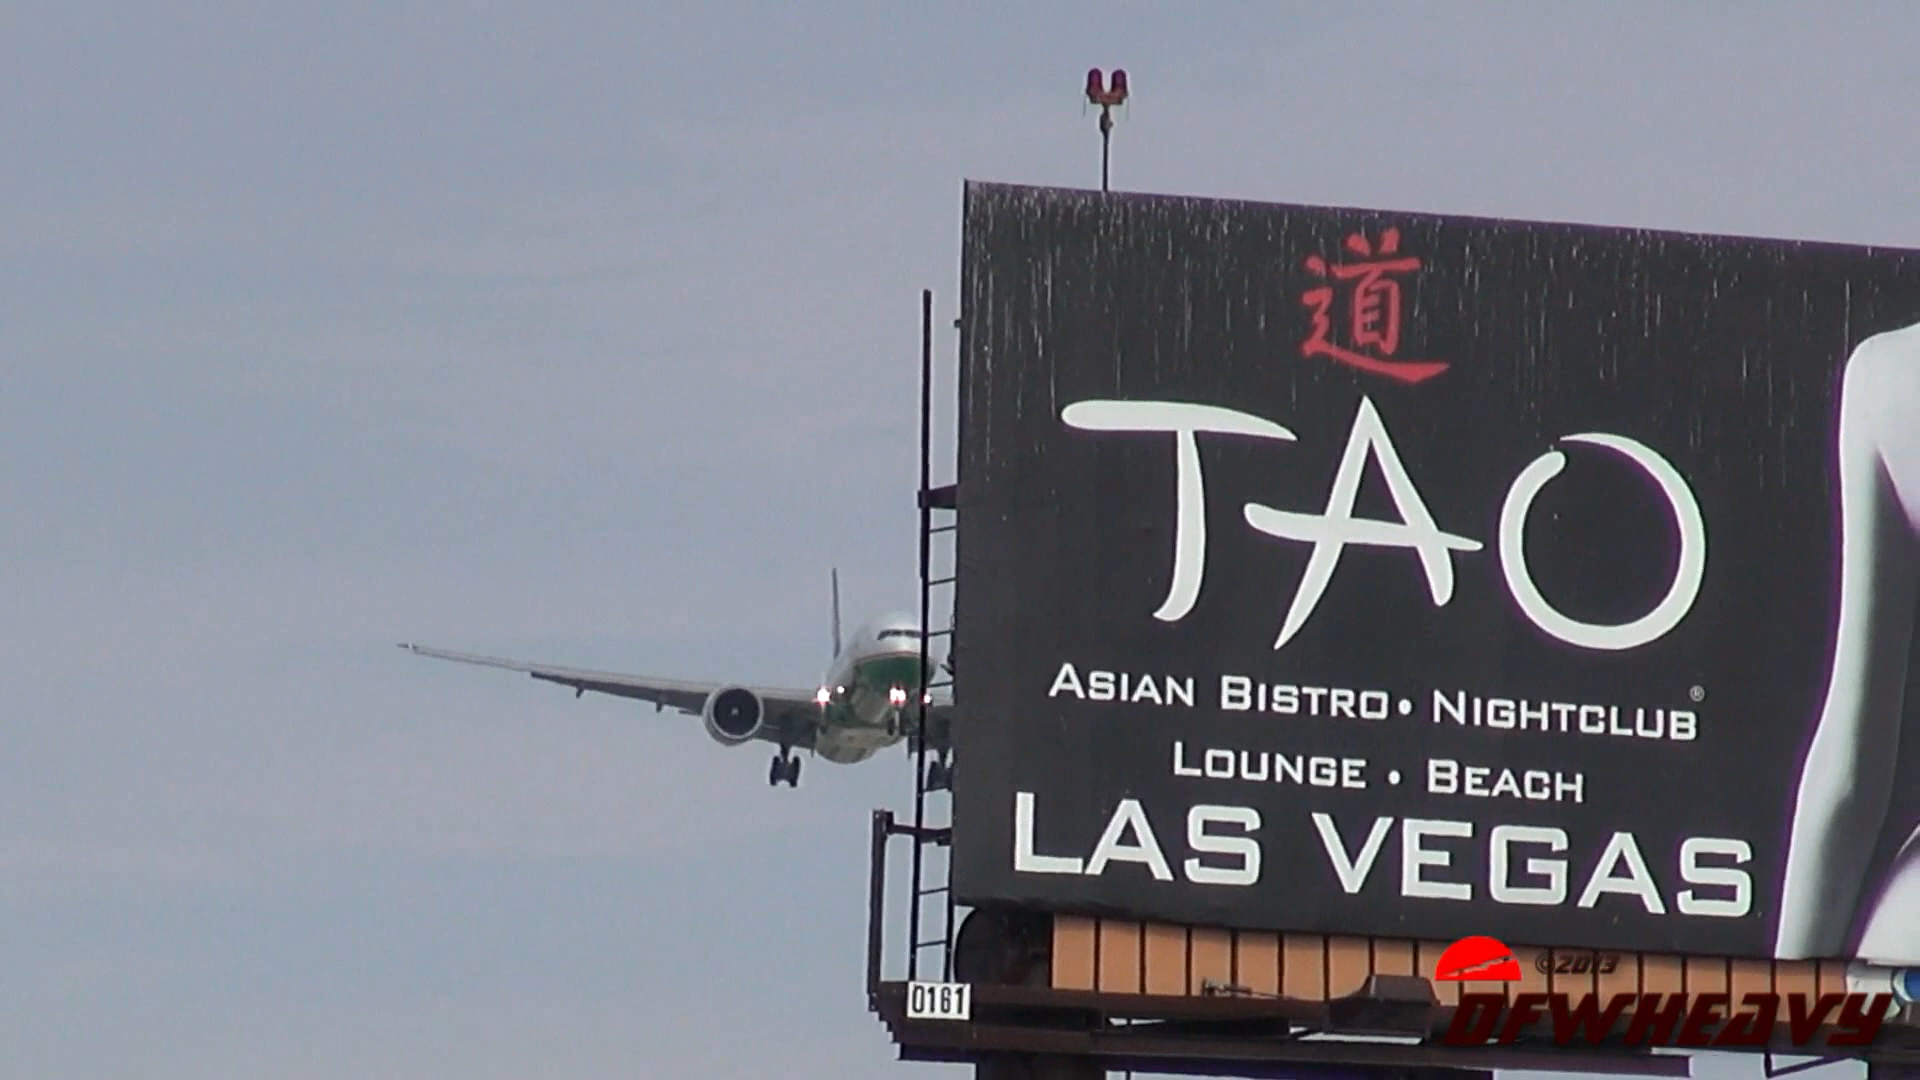 道
TAO
ASIAN BISTRO • NIGHTCLUB®
LOUNGE • BEACH
LAS VEGAS
0161
©2013
DFWHEAVY